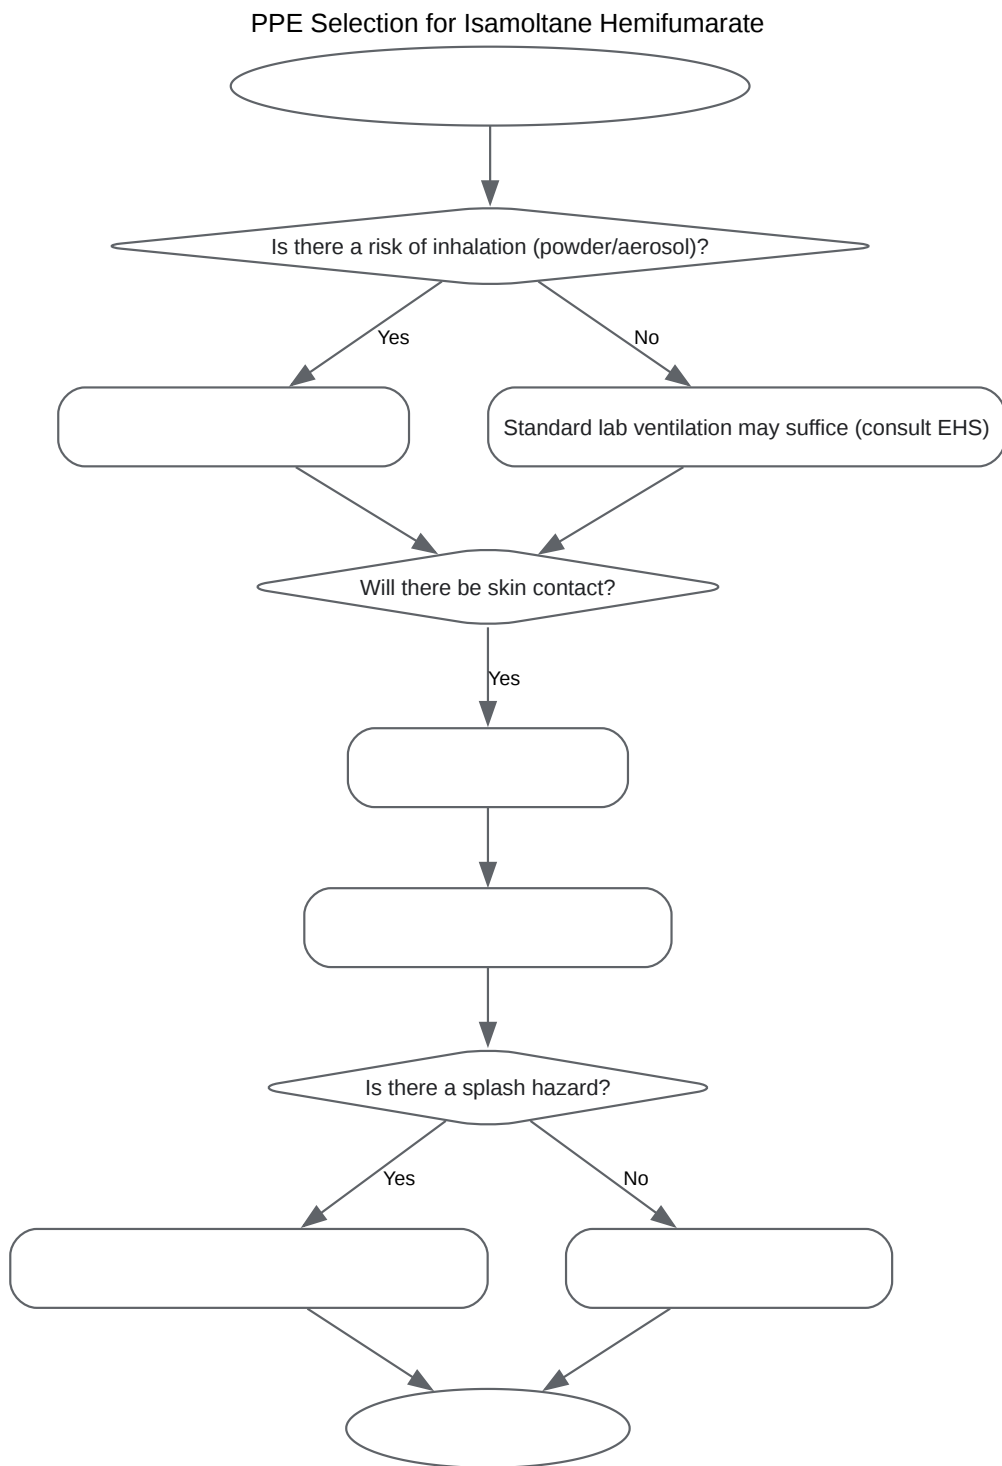 PPE Selection for Isamoltane Hemifumarate
Is there a risk of inhalation (powder/aerosol)?
Yes
No
Standard lab ventilation may suffice (consult EHS)
Will there be skin contact?
Yes
Is there a splash hazard?
Yes
No